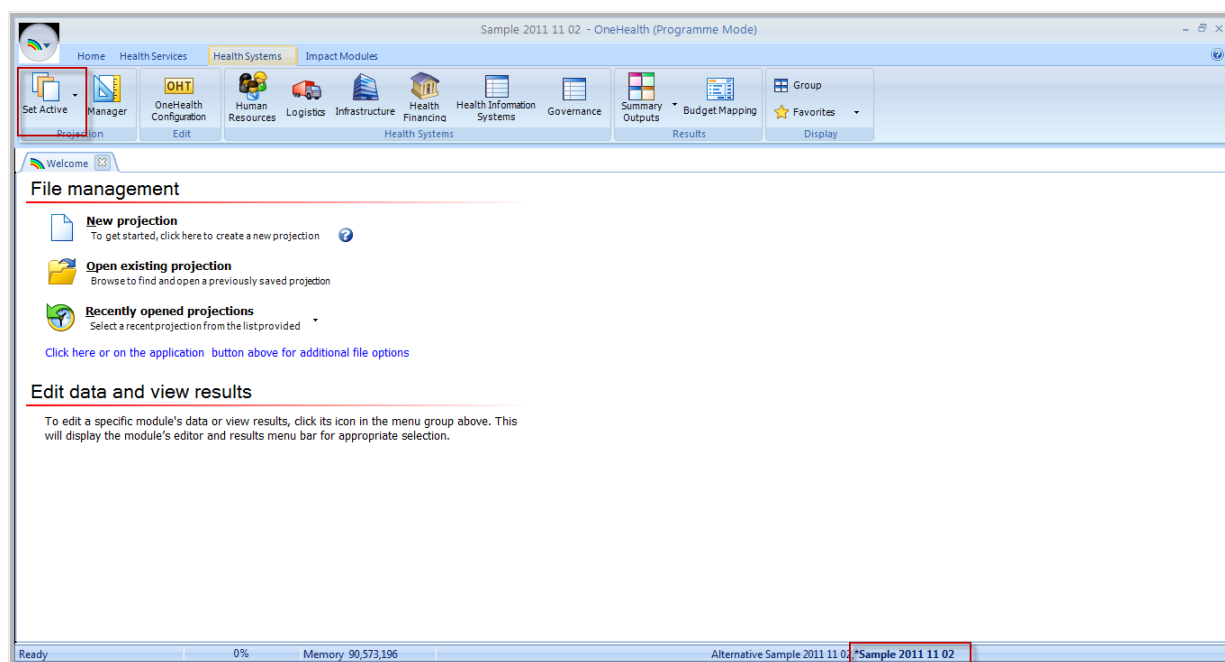 Sample 2011 11 02 - OneHealth (Programme Mode)
Home Health Services Health Systems Impact Modules
Set Active Manager OHT OneHealth Configuration Human Resources Logistics Infrastructure Health Financing Health Information Systems Governance Summary Outputs Budget Mapping Group Favorites
Projection Edit Health Systems Results Display
Welcome
File management
New projection
To get started, click here to create a new projection
Open existing projection
Browse to find and open a previously saved projection
Recently opened projections
Select a recent projection from the list provided
Click here or on the application button above for additional file options
Edit data and view results
To edit a specific module's data or view results, click its icon in the menu group above. This
will display the module's editor and results menu bar for appropriate selection.
Ready 0% Memory 90,573,196 Alternative Sample 2011 11 02, *Sample 2011 11 02